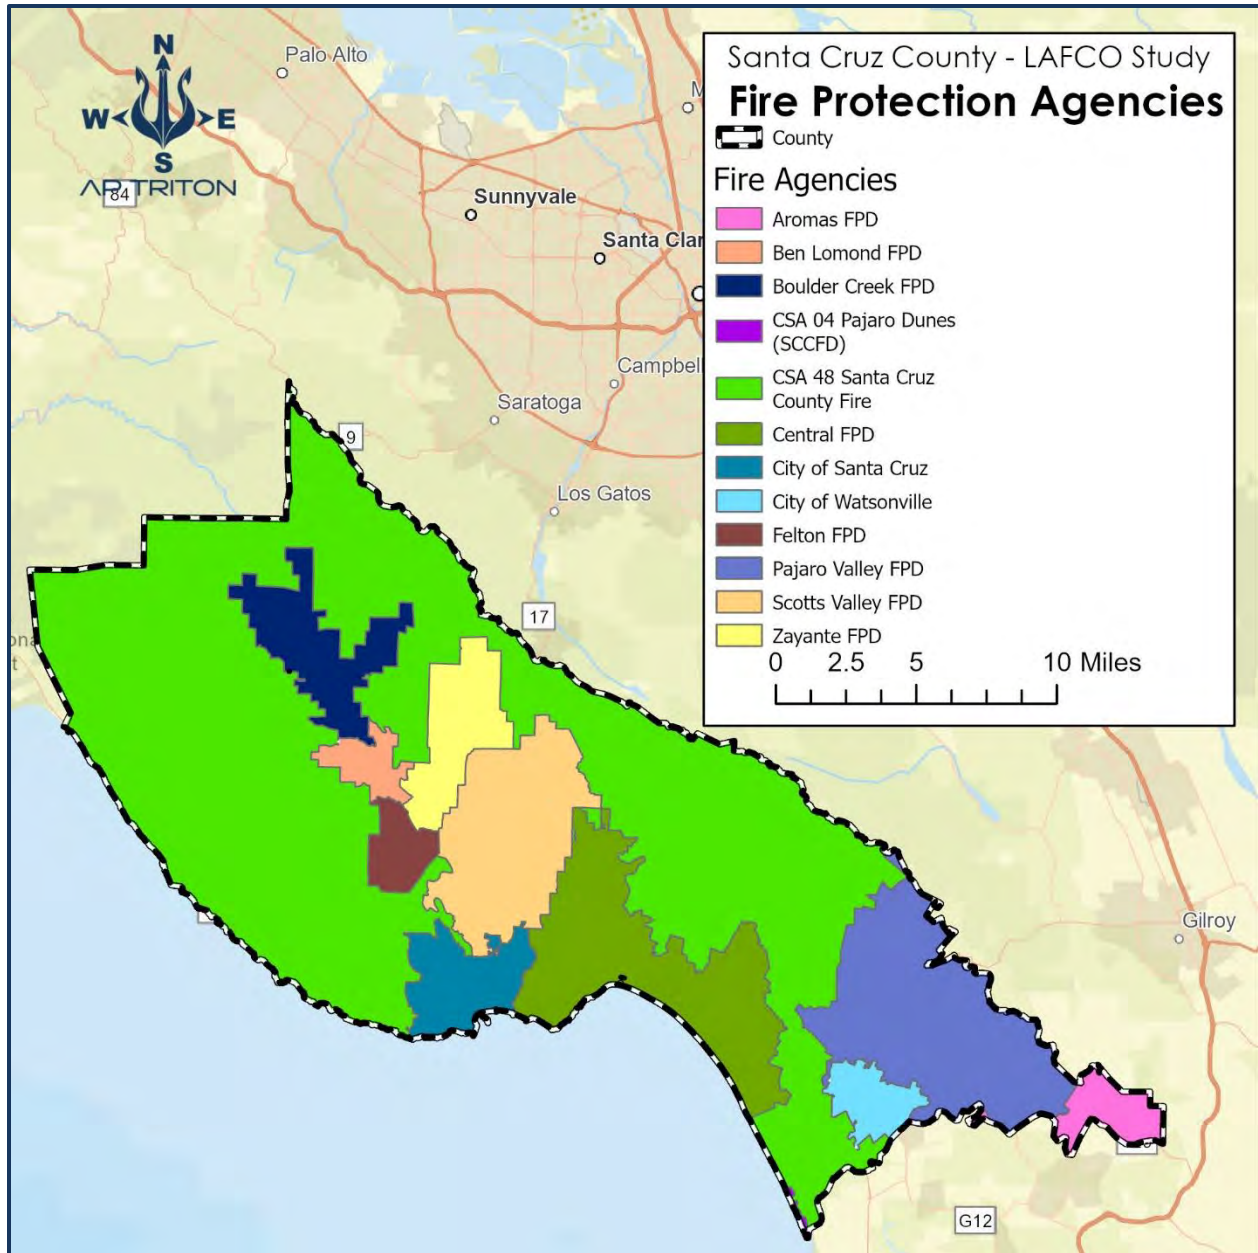 N
W E
S
AP TRITON
Palo Alto
84
Sunnyvale
Santa Clar
M
Campbell
Saratoga
9
Los Gatos
17
Gilroy
G12
Santa Cruz County - LAFCO Study
Fire Protection Agencies
County
Fire Agencies
Aromas FPD
Ben Lomond FPD
Boulder Creek FPD
CSA 04 Pajaro Dunes
(SCCFD)
CSA 48 Santa Cruz
County Fire
Central FPD
City of Santa Cruz
City of Watsonville
Felton FPD
Pajaro Valley FPD
Scotts Valley FPD
Zayante FPD
0 2.5 5 10 Miles